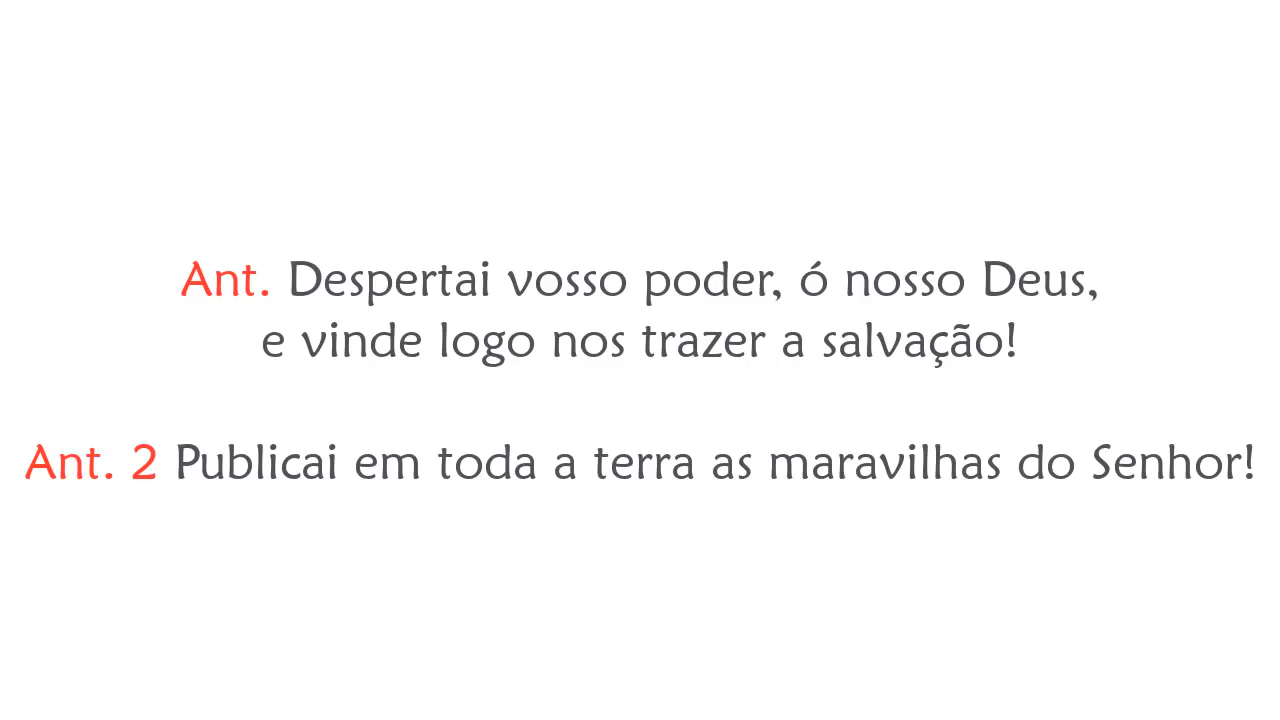 Ant. Despertai vosso poder, ó nosso Deus,
e vinde logo nos trazer a salvação!
Ant. 2 Publicai em toda a terra as maravilhas do Senhor!